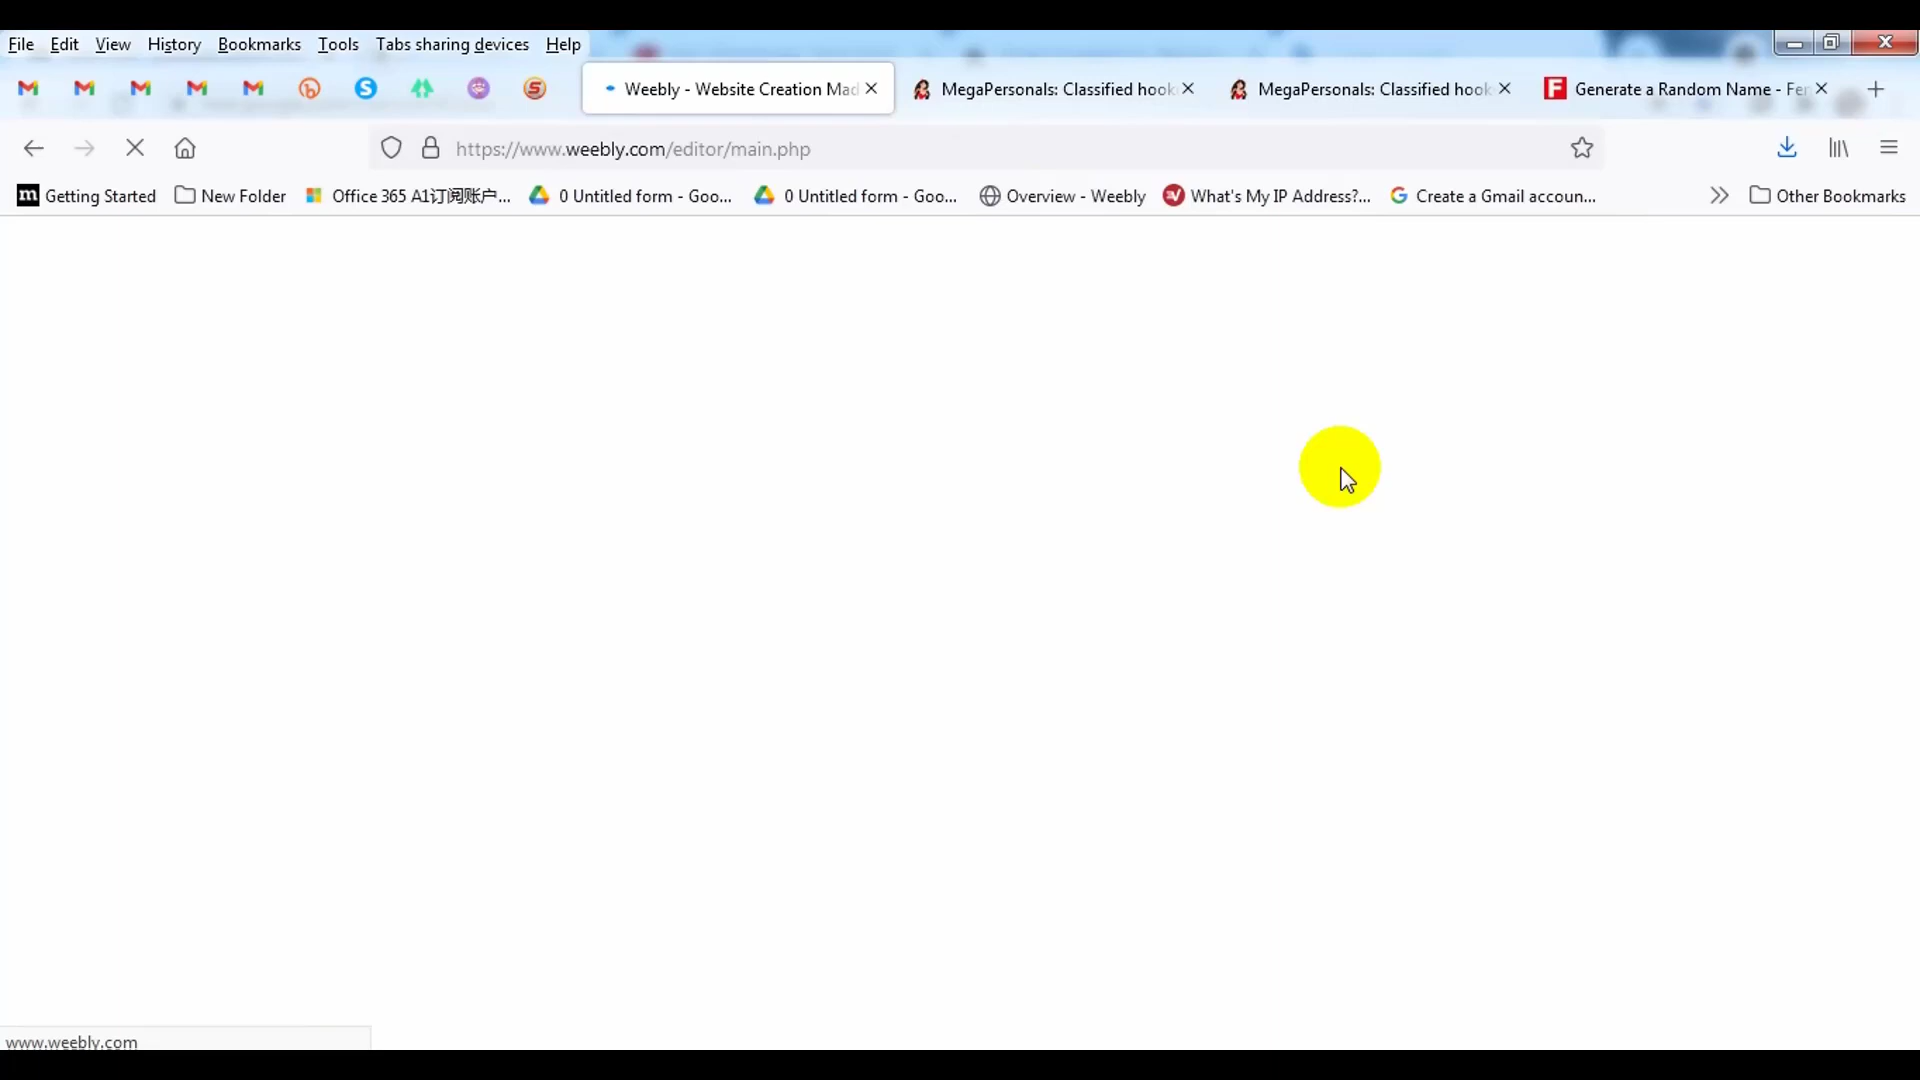 File Edit View History Bookmarks Tools Tabs sharing devices Help
Weebly - Website Creation Mad
MegaPersonals: Classified hook
MegaPersonals: Classified hook
Generate a Random Name - Fe
https://www.weebly.com/editor/main.php
Getting Started
New Folder
Office 365 A1订阅账户...
0 Untitled form - Goo...
0 Untitled form - Goo...
Overview - Weebly
What's My IP Address?...
Create a Gmail accoun...
Other Bookmarks
www.weebly.com